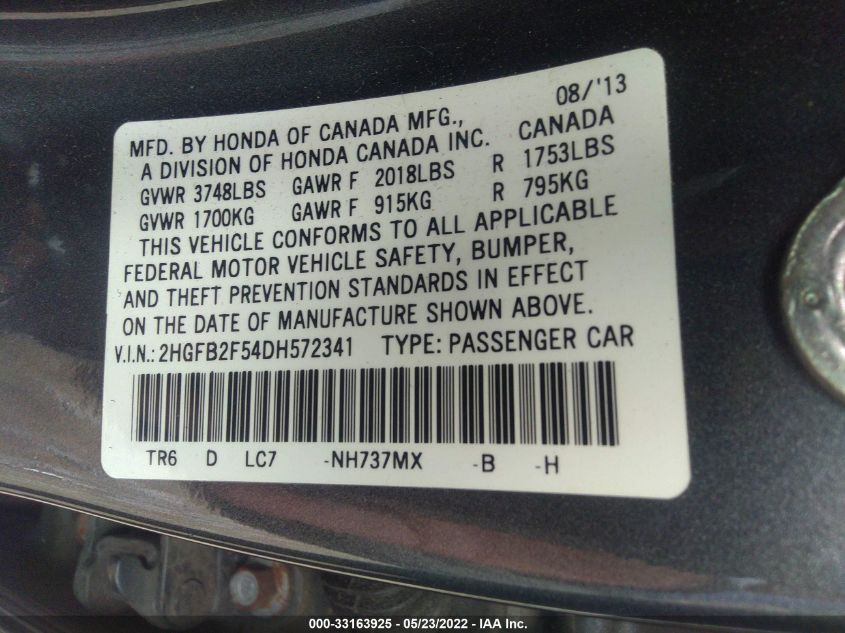 08/'13
MFD. BY HONDA OF CANADA MFG.,
A DIVISION OF HONDA CANADA INC. CANADA
GVWR 3748LBS GAWR F 2018LBS R 1753LBS
GVWR 1700KG GAWR F 915KG R 795KG
THIS VEHICLE CONFORMS TO ALL APPLICABLE
FEDERAL MOTOR VEHICLE SAFETY, BUMPER,
AND THEFT PREVENTION STANDARDS IN EFFECT
ON THE DATE OF MANUFACTURE SHOWN ABOVE.
V.I.N.: 2HGFB2F54DH572341 TYPE: PASSENGER CAR
TR6 D LC7 -NH737MX -B -H
000-33163925 - 05/23/2022 - IAA Inc.